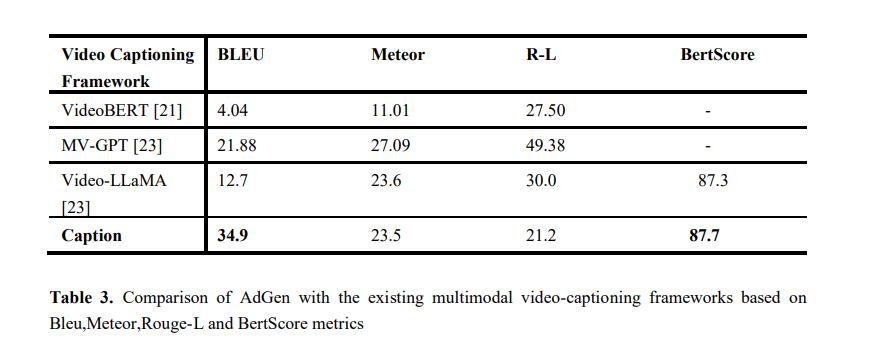 Video Captioning Framework BLEU Meteor R-L BertScore
VideoBERT [21] 4.04 11.01 27.50 -
MV-GPT [23] 21.88 27.09 49.38 -
Video-LLaMA [23] 12.7 23.6 30.0 87.3
Caption 34.9 23.5 21.2 87.7
Table 3. Comparison of AdGen with the existing multimodal video-captioning frameworks based on
Bleu,Meteor,Rouge-L and BertScore metrics